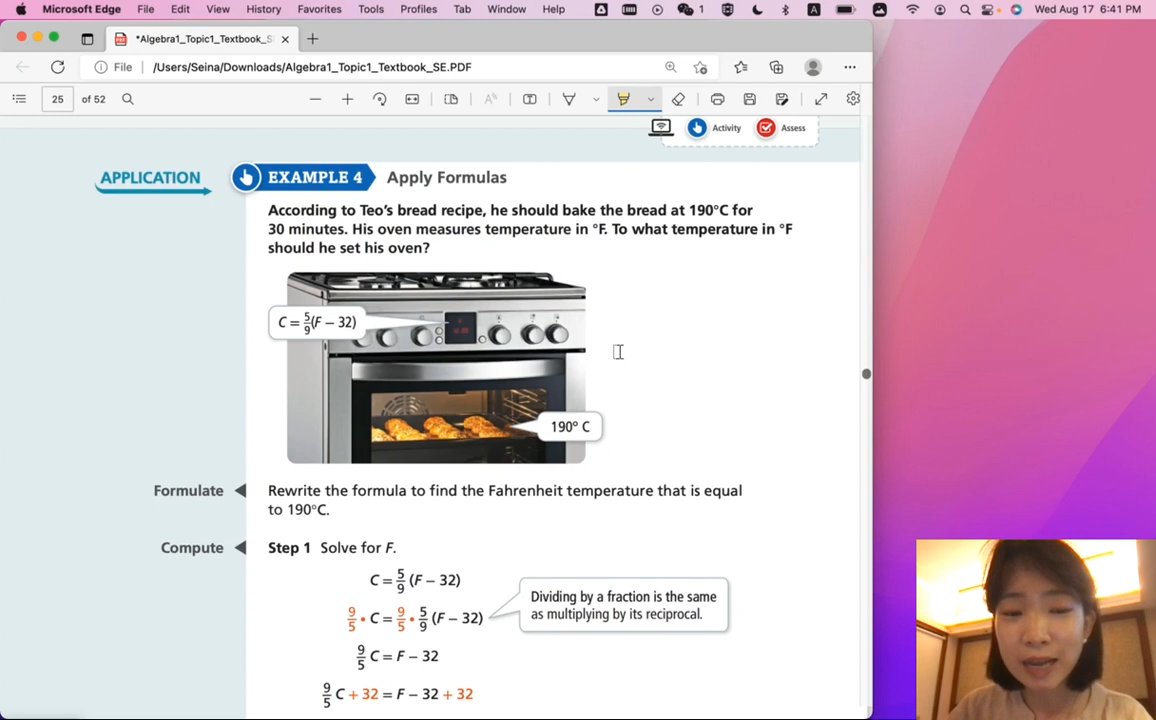 Microsoft Edge File Edit View History Favorites Tools Profiles Tab Window Help 1 A Wed Aug 17 6:41 PM
*Algebra1_Topic1_Textbook_S
File /Users/Seina/Downloads/Algebra1_Topic1_Textbook_SE.PDF
25 of 52
Activity Assess
APPLICATION EXAMPLE 4 Apply Formulas
According to Teo's bread recipe, he should bake the bread at 190°C for
30 minutes. His oven measures temperature in °F. To what temperature in °F
should he set his oven?
C = 5/9(F − 32)
190° C
Formulate Rewrite the formula to find the Fahrenheit temperature that is equal
to 190°C.
Compute Step 1 Solve for F.
C = 5/9 (F − 32)
9/5 • C = 9/5 • 5/9 (F − 32)
Dividing by a fraction is the same
as multiplying by its reciprocal.
9/5 C = F − 32
9/5 C + 32 = F − 32 + 32